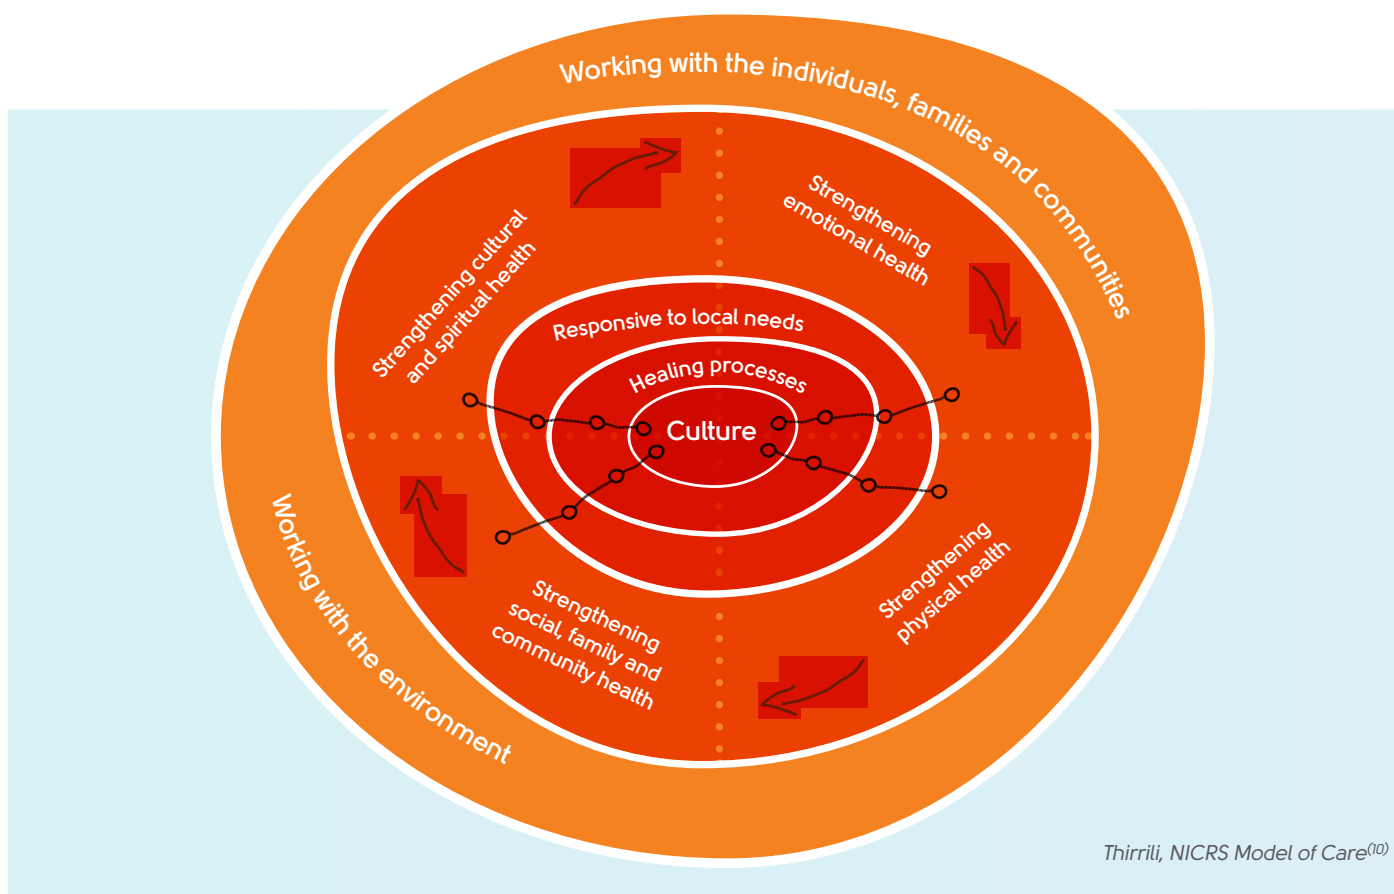 Working with the individuals, families and communities
Strengthening cultural
and spiritual health
Strengthening
emotional health
Responsive to local needs
Healing processes
Culture
Strengthening
social, family and
community health
Strengthening
physical health
Working with the environment
Thirrili, NICRS Model of Care(10)